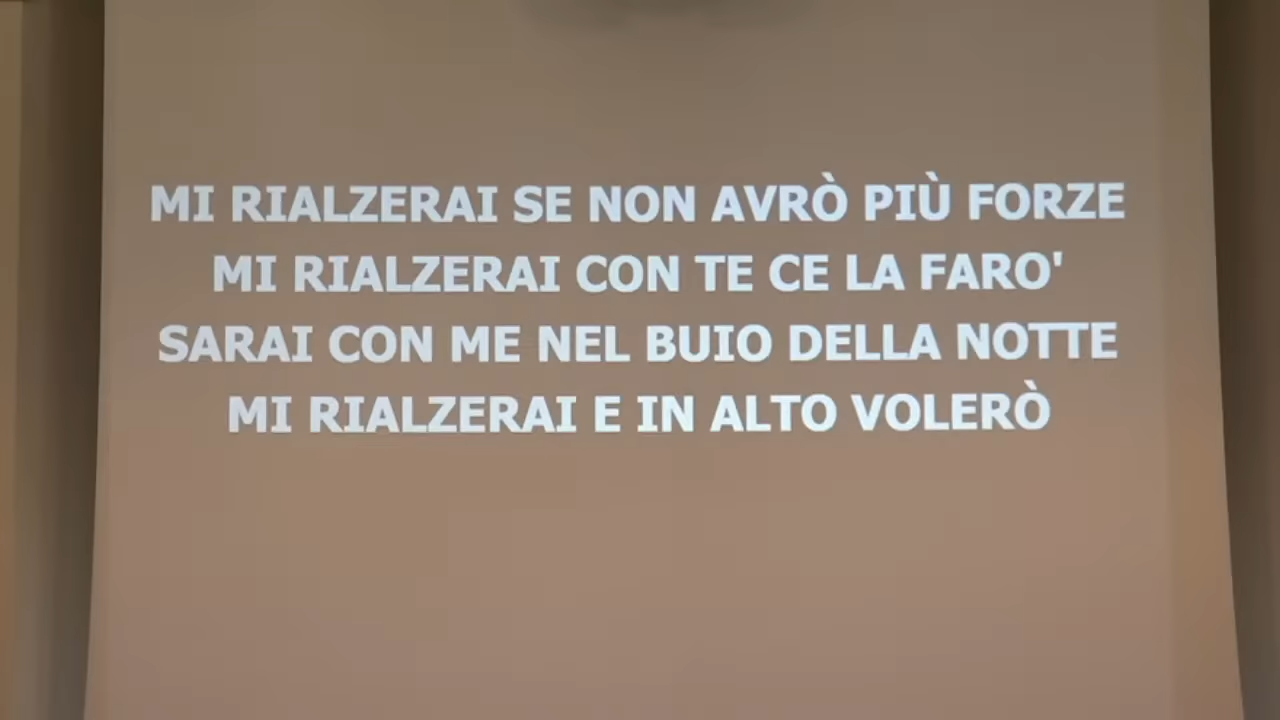 MI RIALZERAI SE NON AVRÒ PIÙ FORZE
MI RIALZERAI CON TE CE LA FARO'
SARAI CON ME NEL BUIO DELLA NOTTE
MI RIALZERAI E IN ALTO VOLERÒ